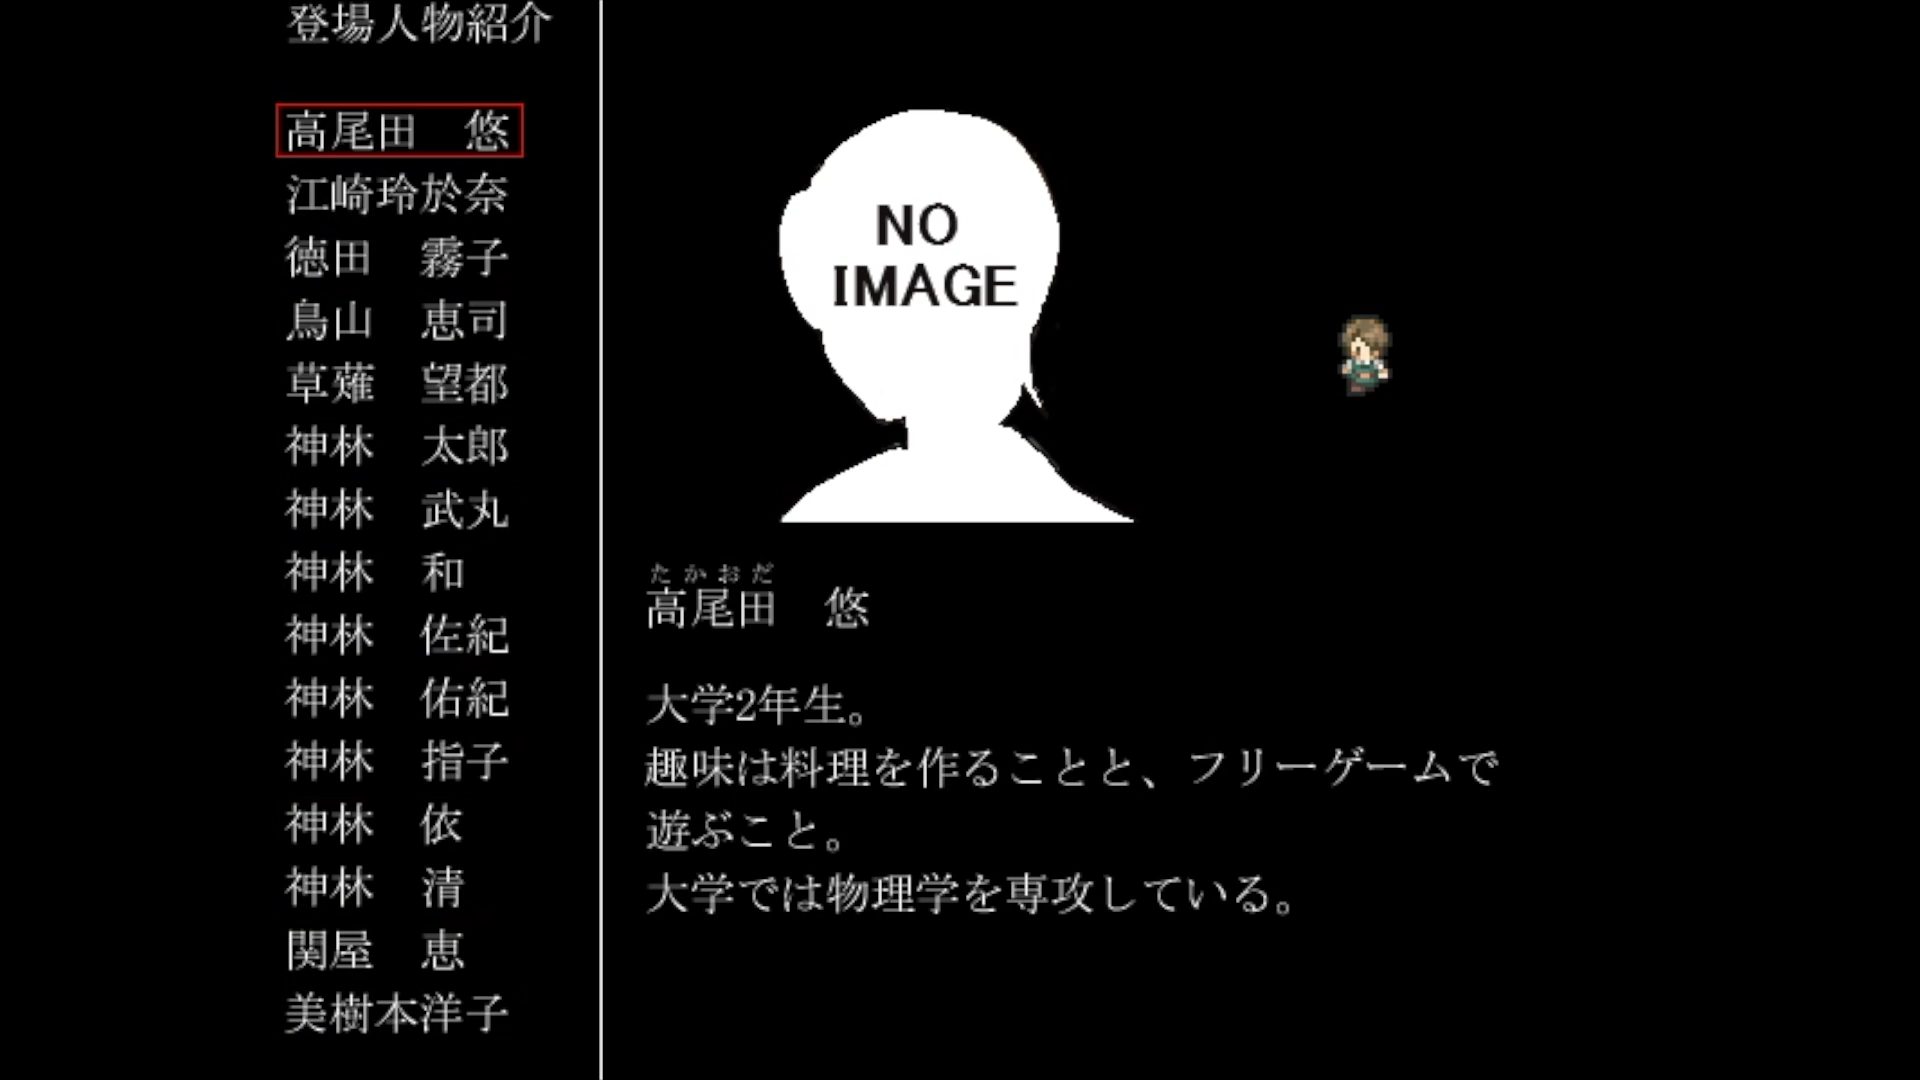 登場人物紹介
高尾田　悠
江崎玲於奈
徳田　霧子
鳥山　恵司
草薙　望都
神林　太郎
神林　武丸
神林　和
神林　佐紀
神林　佑紀
神林　指子
神林　依
神林　清
関屋　恵
美樹本洋子
NO
IMAGE
たかおだ
高尾田　悠
大学2年生。
趣味は料理を作ることと、フリーゲームで
遊ぶこと。
大学では物理学を専攻している。